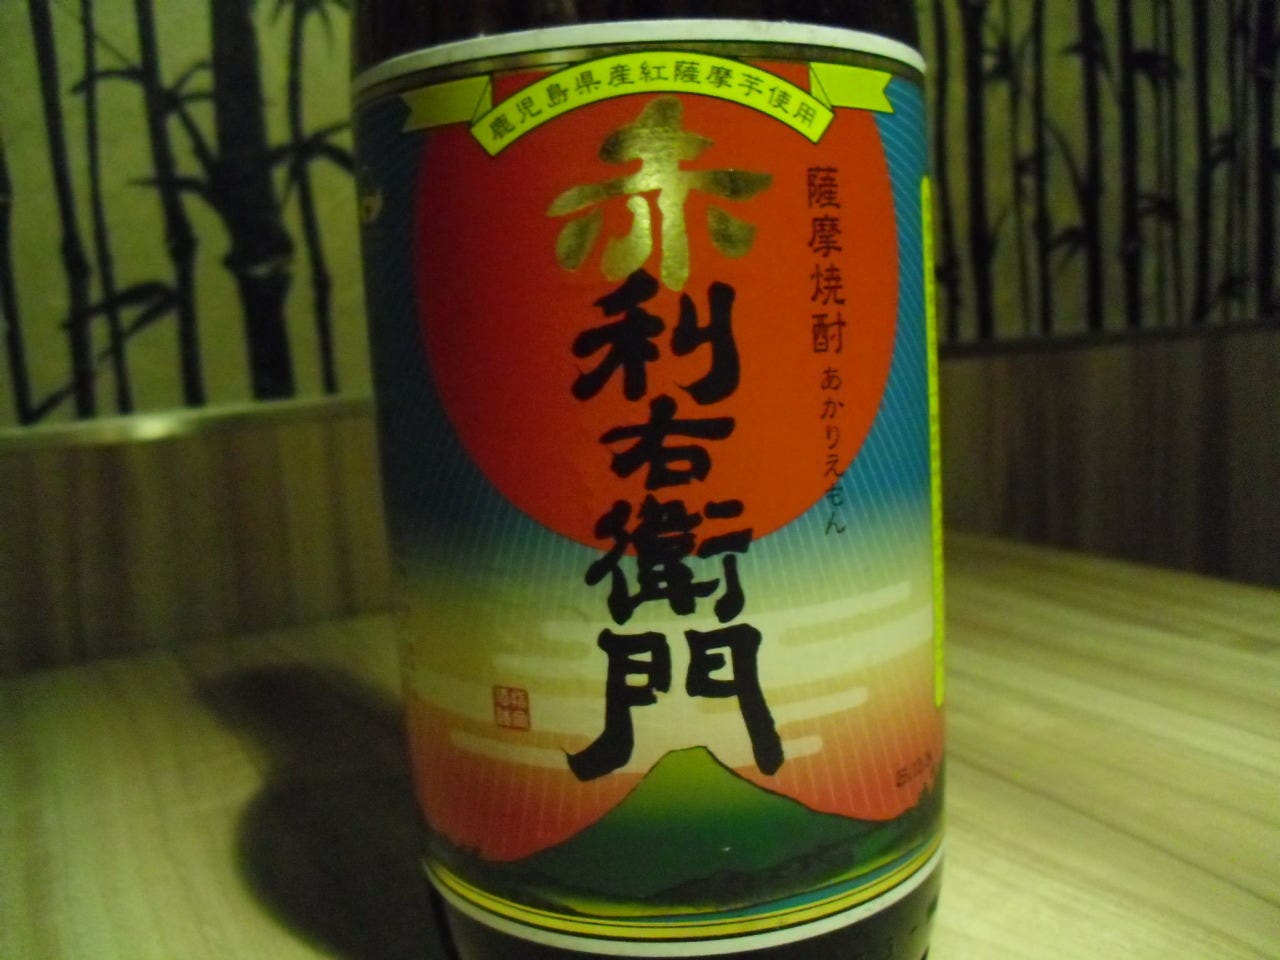 鹿児島県産紅薩摩芋使用
赤利右衛門
薩摩焼酎 あかりえもん